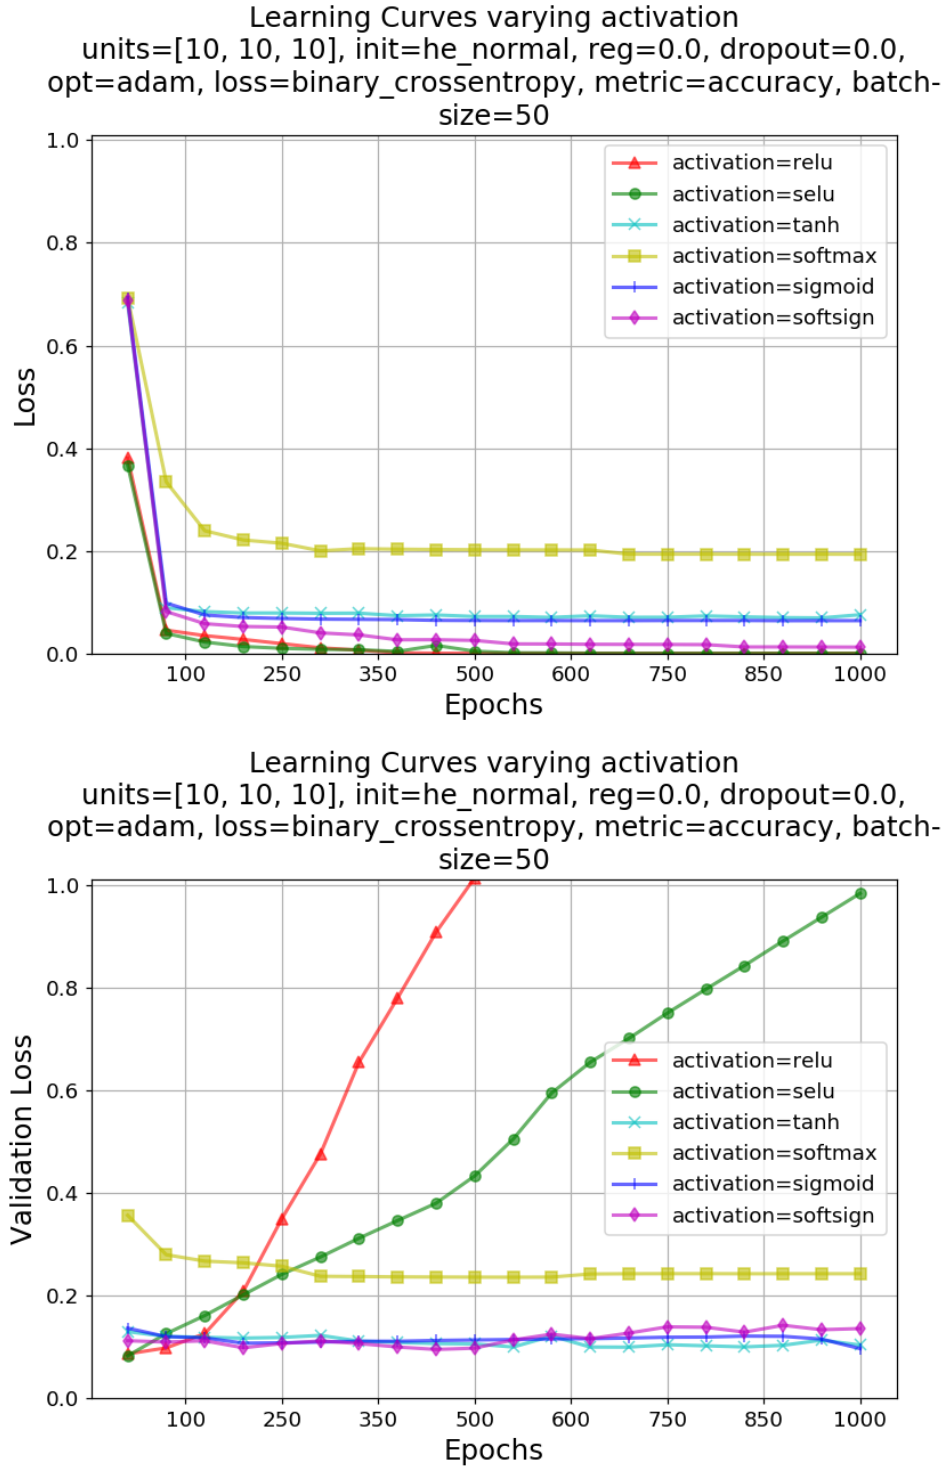 Learning Curves varying activation
units=[10, 10, 10], init=he_normal, reg=0.0, dropout=0.0,
opt=adam, loss=binary_crossentropy, metric=accuracy, batch-
size=50
1.0
0.8
0.6
0.4
0.2
0.0
Loss
activation=relu
activation=selu
activation=tanh
activation=softmax
activation=sigmoid
activation=softsign
100 250 350 500 600 750 850 1000
Epochs
Learning Curves varying activation
units=[10, 10, 10], init=he_normal, reg=0.0, dropout=0.0,
opt=adam, loss=binary_crossentropy, metric=accuracy, batch-
size=50
1.0
0.8
0.6
0.4
0.2
0.0
Validation Loss
activation=relu
activation=selu
activation=tanh
activation=softmax
activation=sigmoid
activation=softsign
100 250 350 500 600 750 850 1000
Epochs